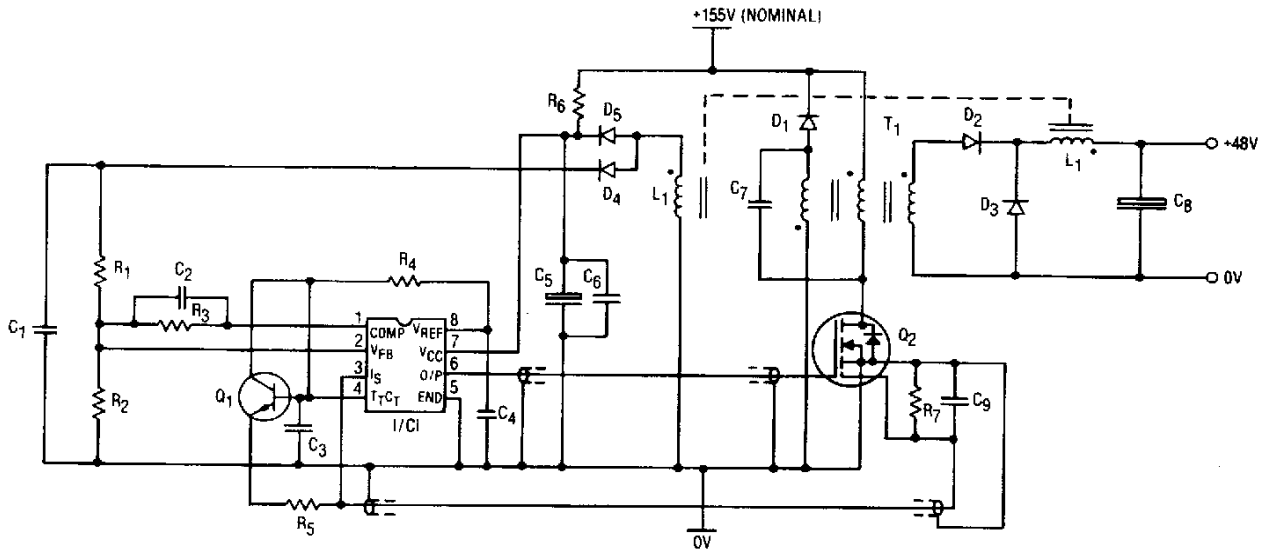 +155V (NOMINAL)
R6
D5
D1
T1
D2
+48V
L1
D4
L1
C7
D3
C8
0V
R1
C2
R4
C5
C6
R3
C1
1
COMP
VREF
8
Q2
2
VFB
VCC
7
3
IS
O/P
6
4
TTCT
END
5
R2
Q1
I/CI
C4
R7
C9
C3
R5
0V